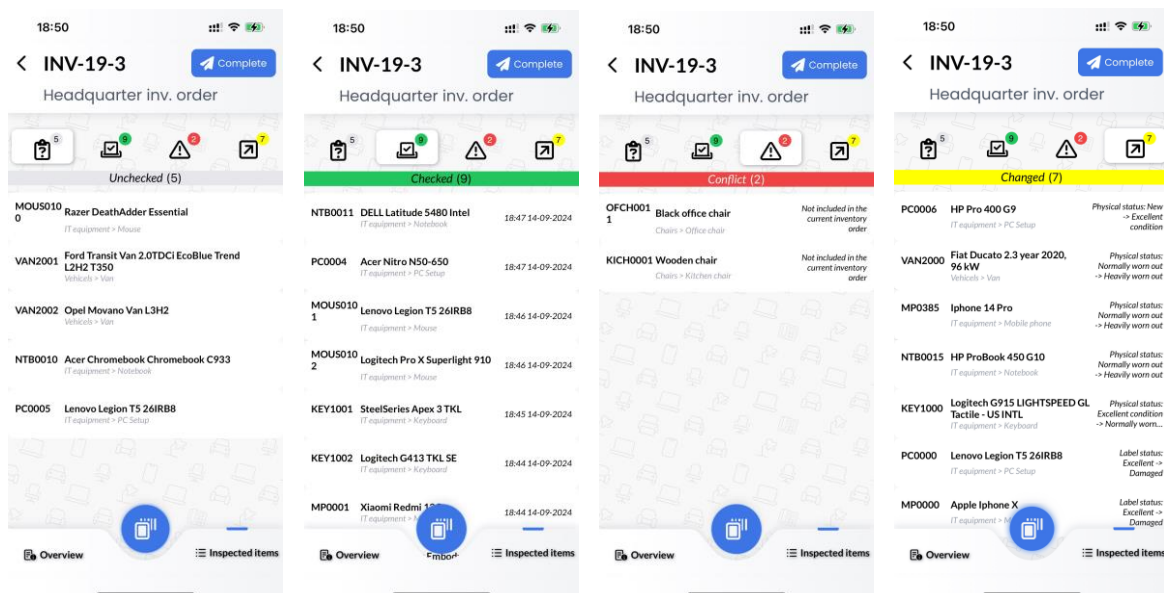 18:50
INV-19-3
Complete
Headquarter inv. order
5
9
2
7
Unchecked (5)
MOUS010
0
Razer DeathAdder Essential
IT equipment > Mouse
VAN2001
Ford Transit Van 2.0TDCi EcoBlue Trend
L2H2 T350
Vehicels > Van
VAN2002 Opel Movano Van L3H2
Vehicels > Van
NTB0010 Acer Chromebook Chromebook C933
IT equipment > Notebook
PC0005 Lenovo Legion T5 26IRB8
IT equipment > PC Setup
Overview
Inspected items
18:50
INV-19-3
Complete
Headquarter inv. order
5
9
2
7
Checked (9)
NTB0011 DELL Latitude 5480 Intel
IT equipment > Notebook
18:47 14-09-2024
PC0004 Acer Nitro N50-650
IT equipment > PC Setup
18:47 14-09-2024
MOUS010
1
Lenovo Legion T5 26IRB8
IT equipment > Mouse
18:46 14-09-2024
MOUS010
2
Logitech Pro X Superlight 910
IT equipment > Mouse
18:46 14-09-2024
KEY1001 SteelSeries Apex 3 TKL
IT equipment > Keyboard
18:45 14-09-2024
KEY1002 Logitech G413 TKL SE
IT equipment > Keyboard
18:44 14-09-2024
MP0001 Xiaomi Redmi
IT equipment >
18:44 14-09-2024
Overview
Inspected items
18:50
INV-19-3
Complete
Headquarter inv. order
5
9
2
7
Conflict (2)
OFCH001
1
Black office chair
Chairs > Office chair
Not included in the
current inventory
order
KICH0001 Wooden chair
Chairs > Kitchen chair
Not included in the
current inventory
order
Overview
Inspected items
18:50
INV-19-3
Complete
Headquarter inv. order
5
9
2
7
Changed (7)
PC0006 HP Pro 400 G9
IT equipment > PC Setup
Physical status: New
-> Excellent
condition
VAN2000
Fiat Ducato 2.3 year 2020,
96 kW
Vehicels > Van
Physical status:
Normally worn out
-> Heavily worn out
MP0385 Iphone 14 Pro
IT equipment > Mobile phone
Physical status:
Normally worn out
-> Heavily worn out
NTB0015 HP ProBook 450 G10
IT equipment > Notebook
Physical status:
Normally worn out
-> Heavily worn out
KEY1000
Logitech G915 LIGHTSPEED GL
Tactile - US INTL
IT equipment > Keyboard
Physical status:
Excellent condition
-> Normally worn...
PC0000 Lenovo Legion T5 26IRB8
IT equipment > PC Setup
Label status:
Excellent ->
Damaged
MP0000 Apple Iphone X
IT equipment >
Label status:
Excellent ->
Damaged
Overview
Inspected items